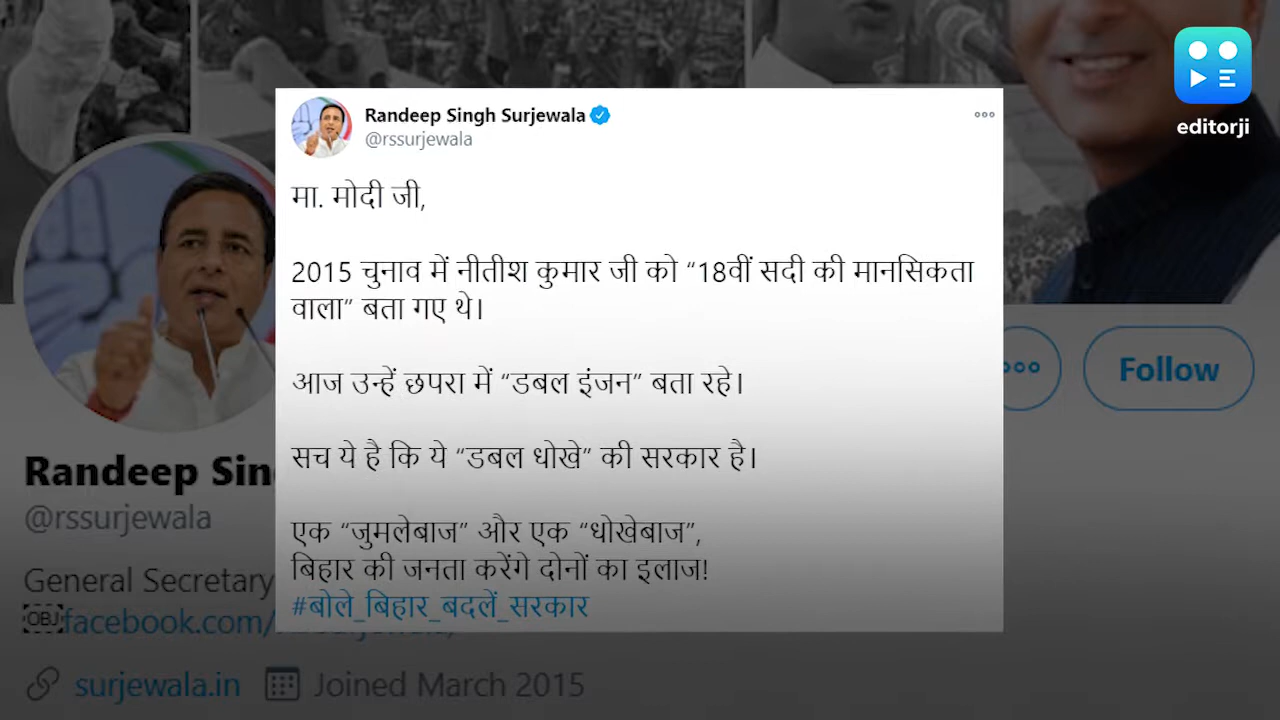 editorji
Randeep Singh Surjewala
@rssurjewala
मा. मोदी जी,
2015 चुनाव में नीतीश कुमार जी को “18वीं सदी की मानसिकता
वाला” बता गए थे।
आज उन्हें छपरा में “डबल इंजन” बता रहे।
सच ये है कि ये “डबल धोखे” की सरकार है।
एक “जुमलेबाज” और एक “धोखेबाज”,
बिहार की जनता करेंगे दोनों का इलाज!
#बोले_बिहार_बदलें_सरकार
Follow
Randeep Sin
@rssurjewala
General Secretary
OBJ facebook.com/
surjewala.in Joined March 2015